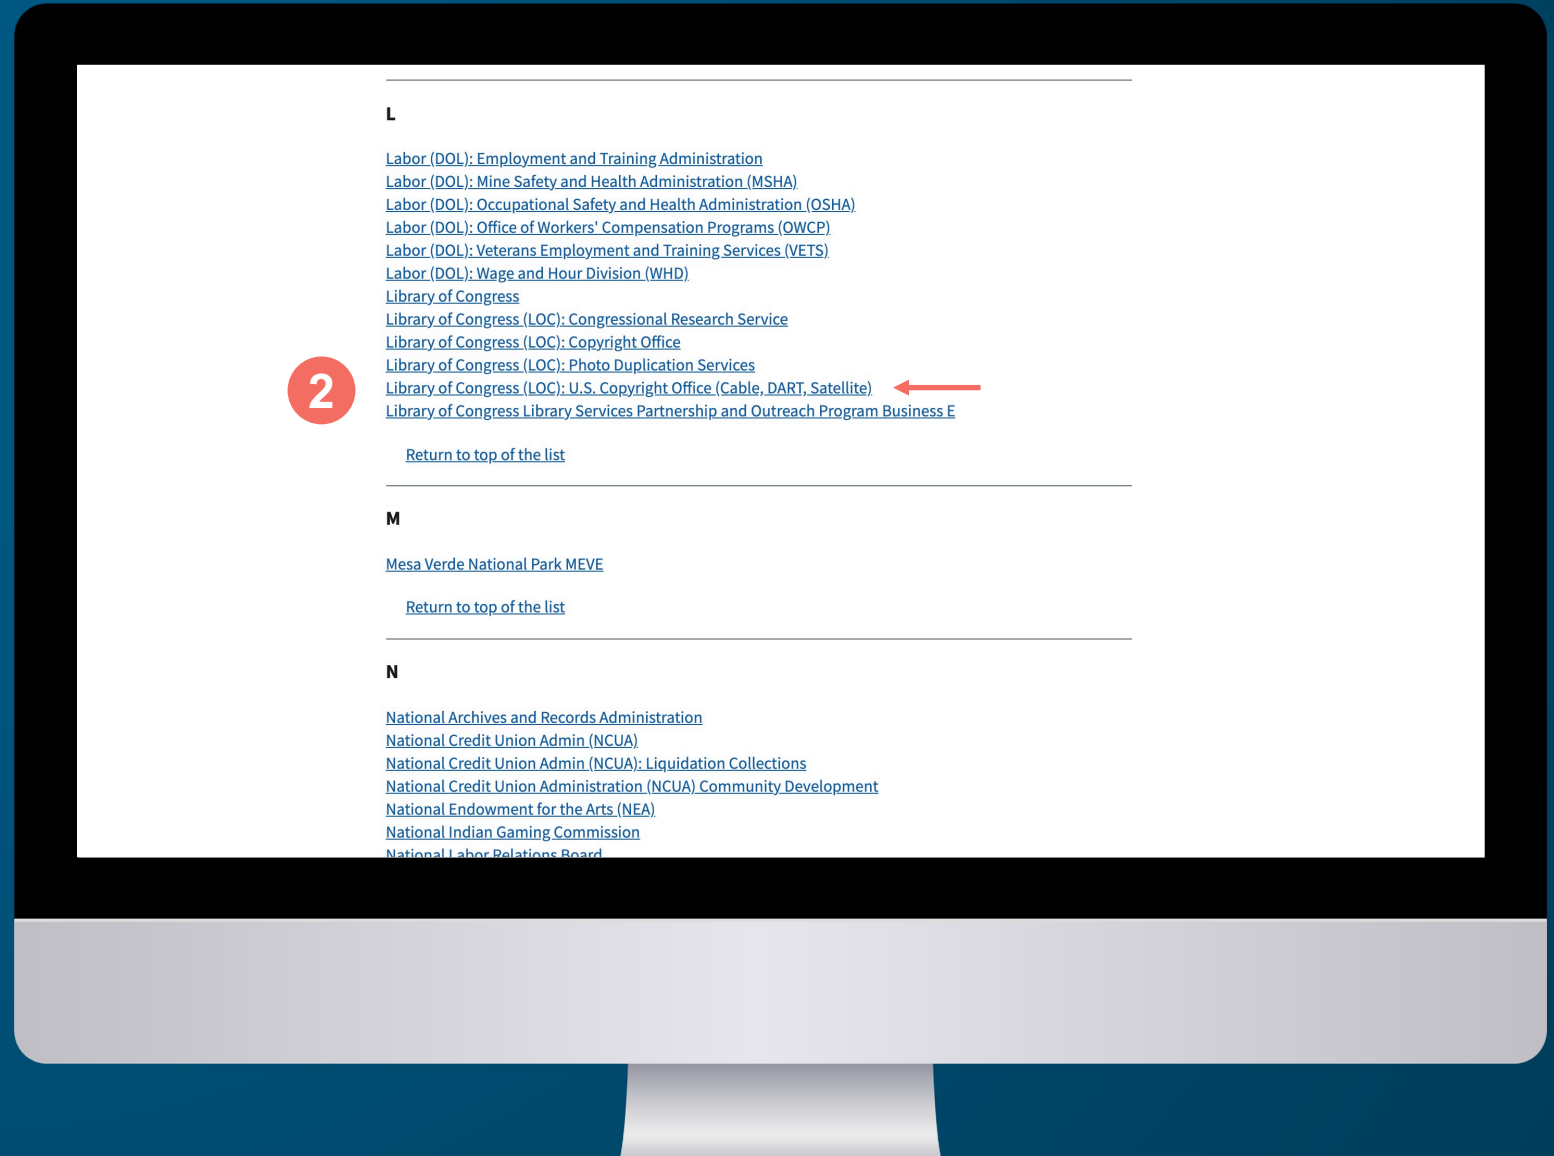 L
Labor (DOL): Employment and Training Administration
Labor (DOL): Mine Safety and Health Administration (MSHA)
Labor (DOL): Occupational Safety and Health Administration (OSHA)
Labor (DOL): Office of Workers' Compensation Programs (OWCP)
Labor (DOL): Veterans Employment and Training Services (VETS)
Labor (DOL): Wage and Hour Division (WHD)
Library of Congress
Library of Congress (LOC): Congressional Research Service
Library of Congress (LOC): Copyright Office
Library of Congress (LOC): Photo Duplication Services
2
Library of Congress (LOC): U.S. Copyright Office (Cable, DART, Satellite)
Library of Congress Library Services Partnership and Outreach Program Business E
Return to top of the list
M
Mesa Verde National Park MEVE
Return to top of the list
N
National Archives and Records Administration
National Credit Union Admin (NCUA)
National Credit Union Admin (NCUA): Liquidation Collections
National Credit Union Administration (NCUA) Community Development
National Endowment for the Arts (NEA)
National Indian Gaming Commission
National Labor Relations Board